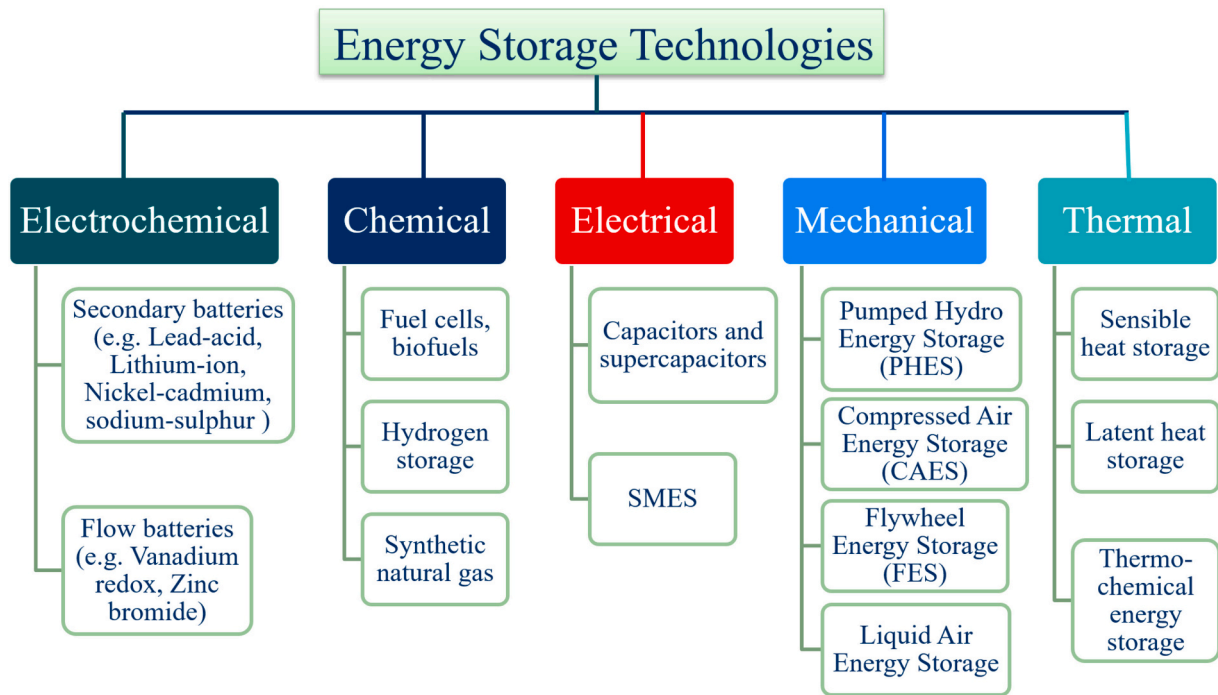 Energy Storage Technologies
Electrochemical
Secondary batteries
(e.g. Lead-acid,
Lithium-ion,
Nickel-cadmium,
sodium-sulphur )
Flow batteries
(e.g. Vanadium
redox, Zinc
bromide)
Chemical
Fuel cells,
biofuels
Hydrogen
storage
Synthetic
natural gas
Electrical
Capacitors and
supercapacitors
SMES
Mechanical
Pumped Hydro
Energy Storage
(PHES)
Compressed Air
Energy Storage
(CAES)
Flywheel
Energy Storage
(FES)
Liquid Air
Energy Storage
Thermal
Sensible
heat storage
Latent heat
storage
Thermo-
chemical
energy
storage